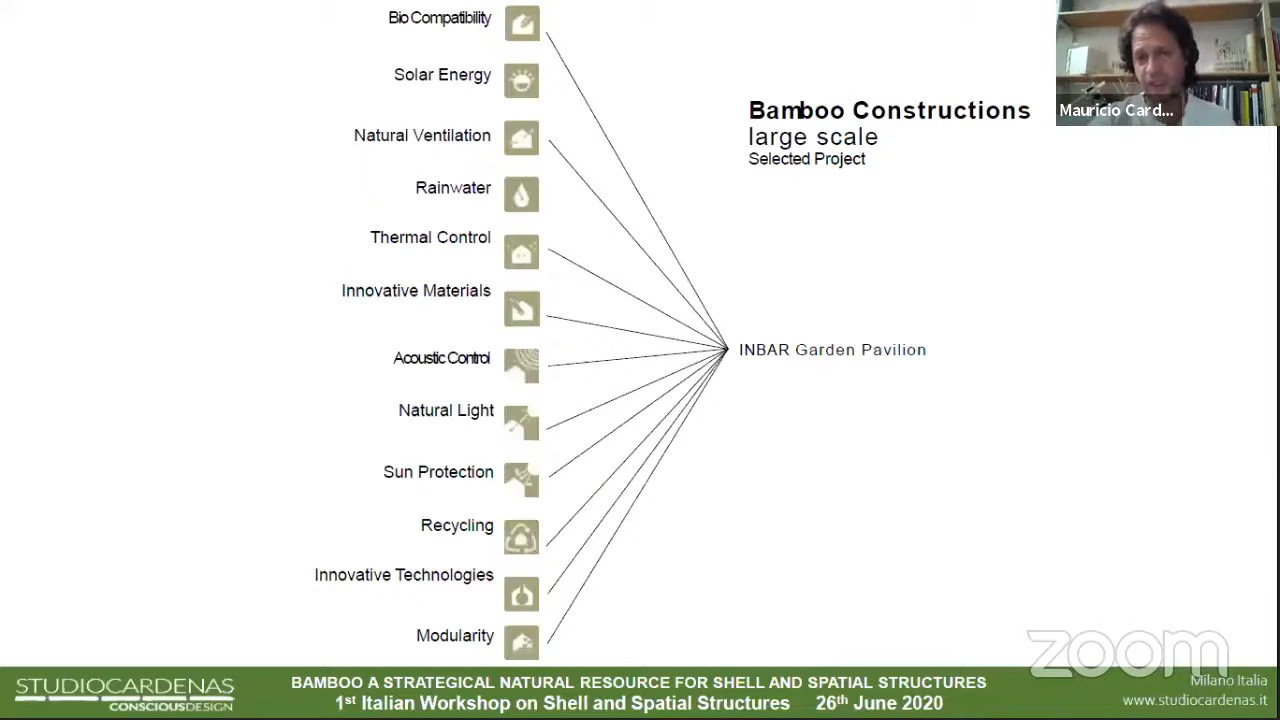 Bio Compatibility
Solar Energy
Natural Ventilation
Rainwater
Thermal Control
Innovative Materials
Acoustic Control
Natural Light
Sun Protection
Recycling
Innovative Technologies
Modularity
Bamboo Constructions
large scale
Selected Project
INBAR Garden Pavilion
Mauricio Card...
zoom
STUDIOCARDENAS
CONSCIOUSDESIGN
BAMBOO A STRATEGICAL NATURAL RESOURCE FOR SHELL AND SPATIAL STRUCTURES
1st Italian Workshop on Shell and Spatial Structures 26th June 2020
Milano Italia
www.studiocardenas.it